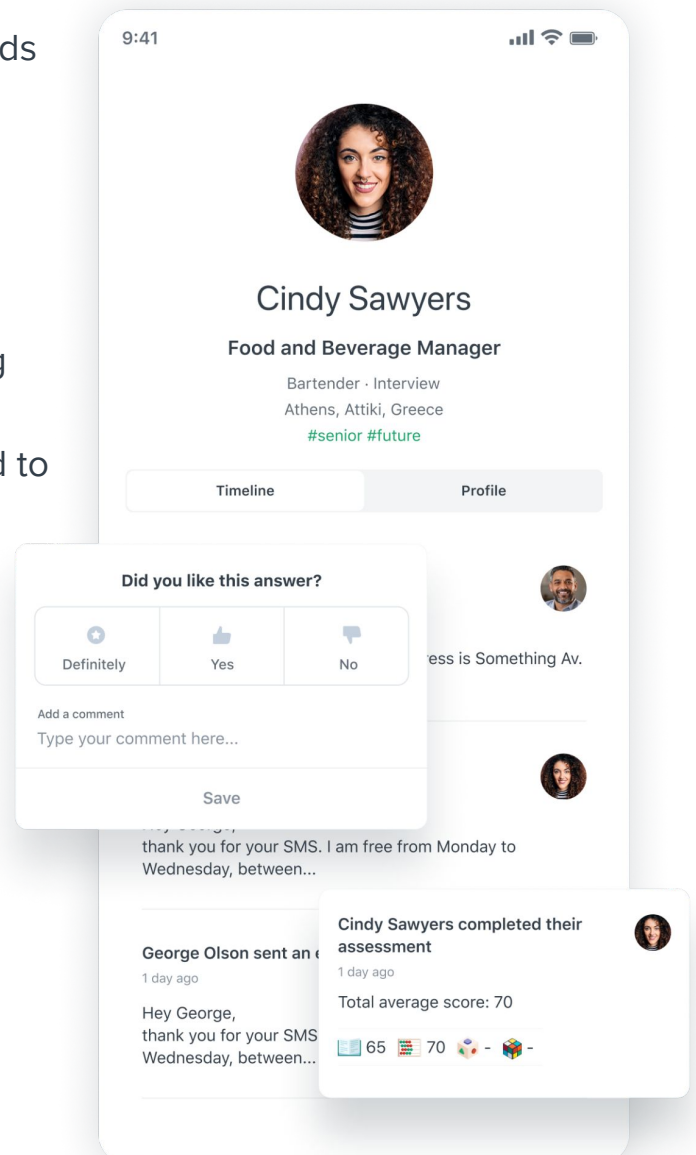 9:41
Cindy Sawyers
Food and Beverage Manager
Bartender · Interview
Athens, Attiki, Greece
#senior #future
Timeline
Profile
Did you like this answer?
Definitely
Yes
No
Add a comment
Type your comment here...
Save
is Something Av.
thank you for your SMS. I am free from Monday to
Wednesday, between...
George Olson sent an
1 day ago
Hey George,
thank you for your SMS
Wednesday, between...
Cindy Sawyers completed their
assessment
1 day ago
Total average score: 70
65 70 - -
to